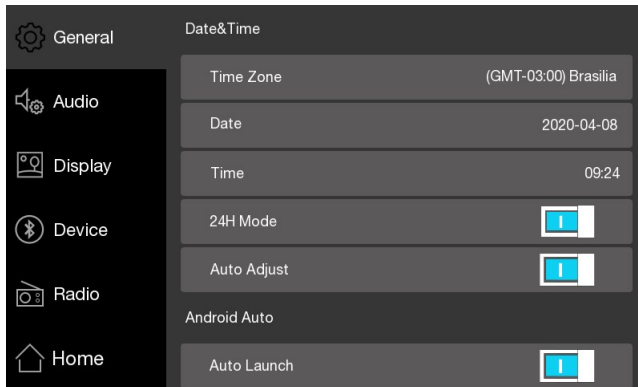 General
Audio
Display
Device
Radio
Home
Date&Time
Time Zone (GMT-03:00) Brasilia
Date 2020-04-08
Time 09:24
24H Mode
Auto Adjust
Android Auto
Auto Launch